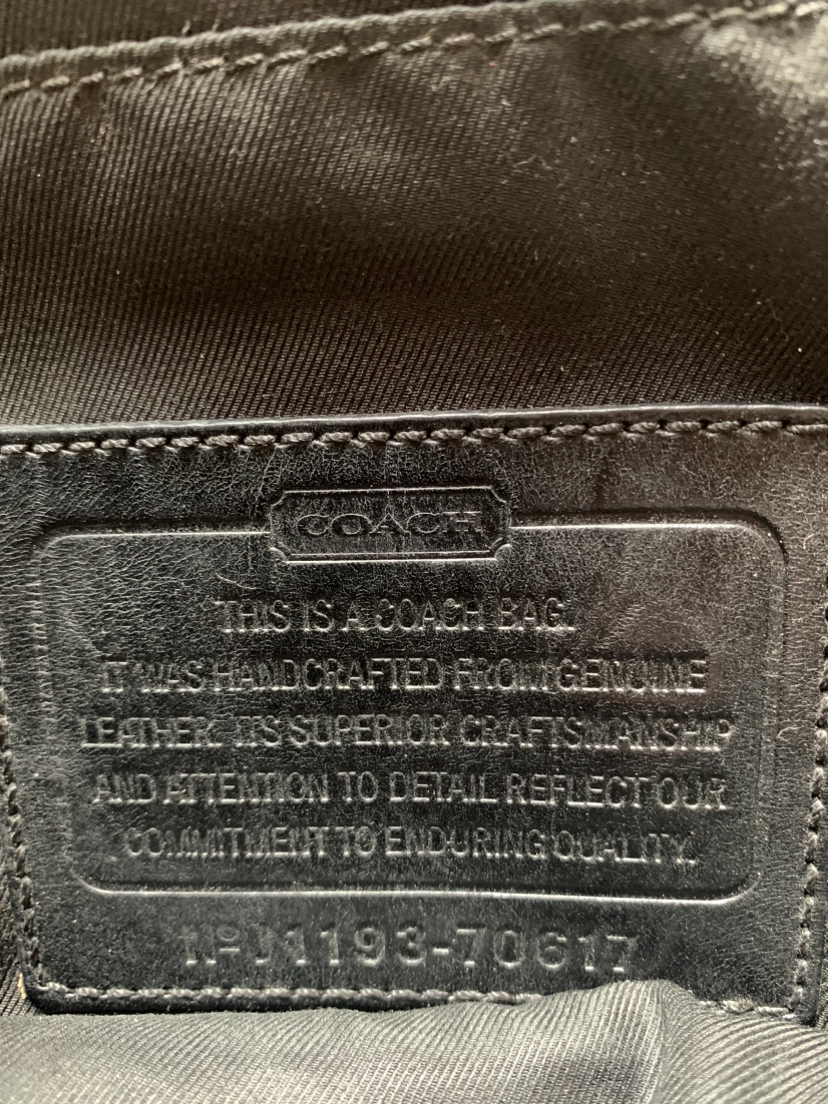 COACH
THIS IS A COACH BAG.
IT WAS HANDCRAFTED FROM GENUINE
LEATHER. ITS SUPERIOR CRAFTSMANSHIP
AND ATTENTION TO DETAIL REFLECT OUR
COMMITMENT TO ENDURING QUALITY.
Nº J1193-70617